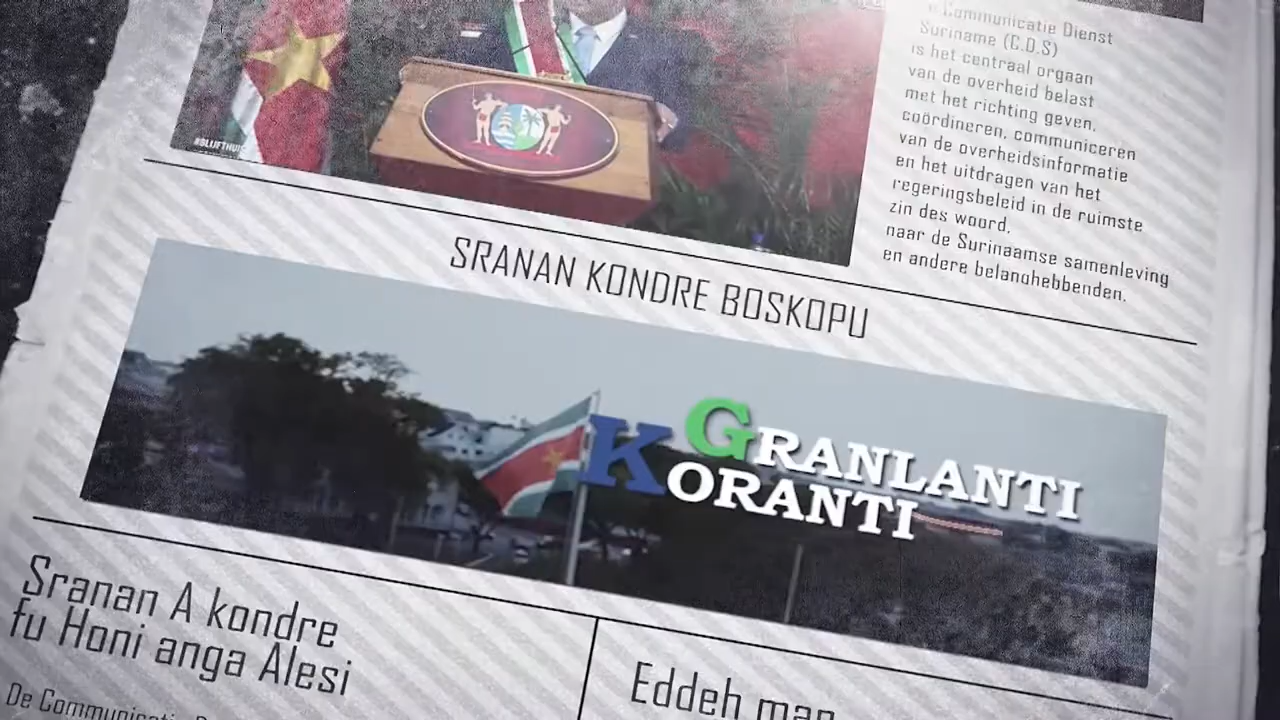 Communicatie Dienst
Suriname (C.D.S)
is het centraal orgaan
van de overheid belast
met het richting geven,
coördineren, communiceren
van de overheidsinformatie
en het uitdragen van het
regeringsbeleid in de ruimste
zin des woord,
naar de Surinaamse samenleving
en andere belanghebbenden.
SRANAN KONDRE BOSKOPU
GRANLANTI
KORANTI
Sranan A kondre
fu Honi anga Alesi
Eddeh man
De